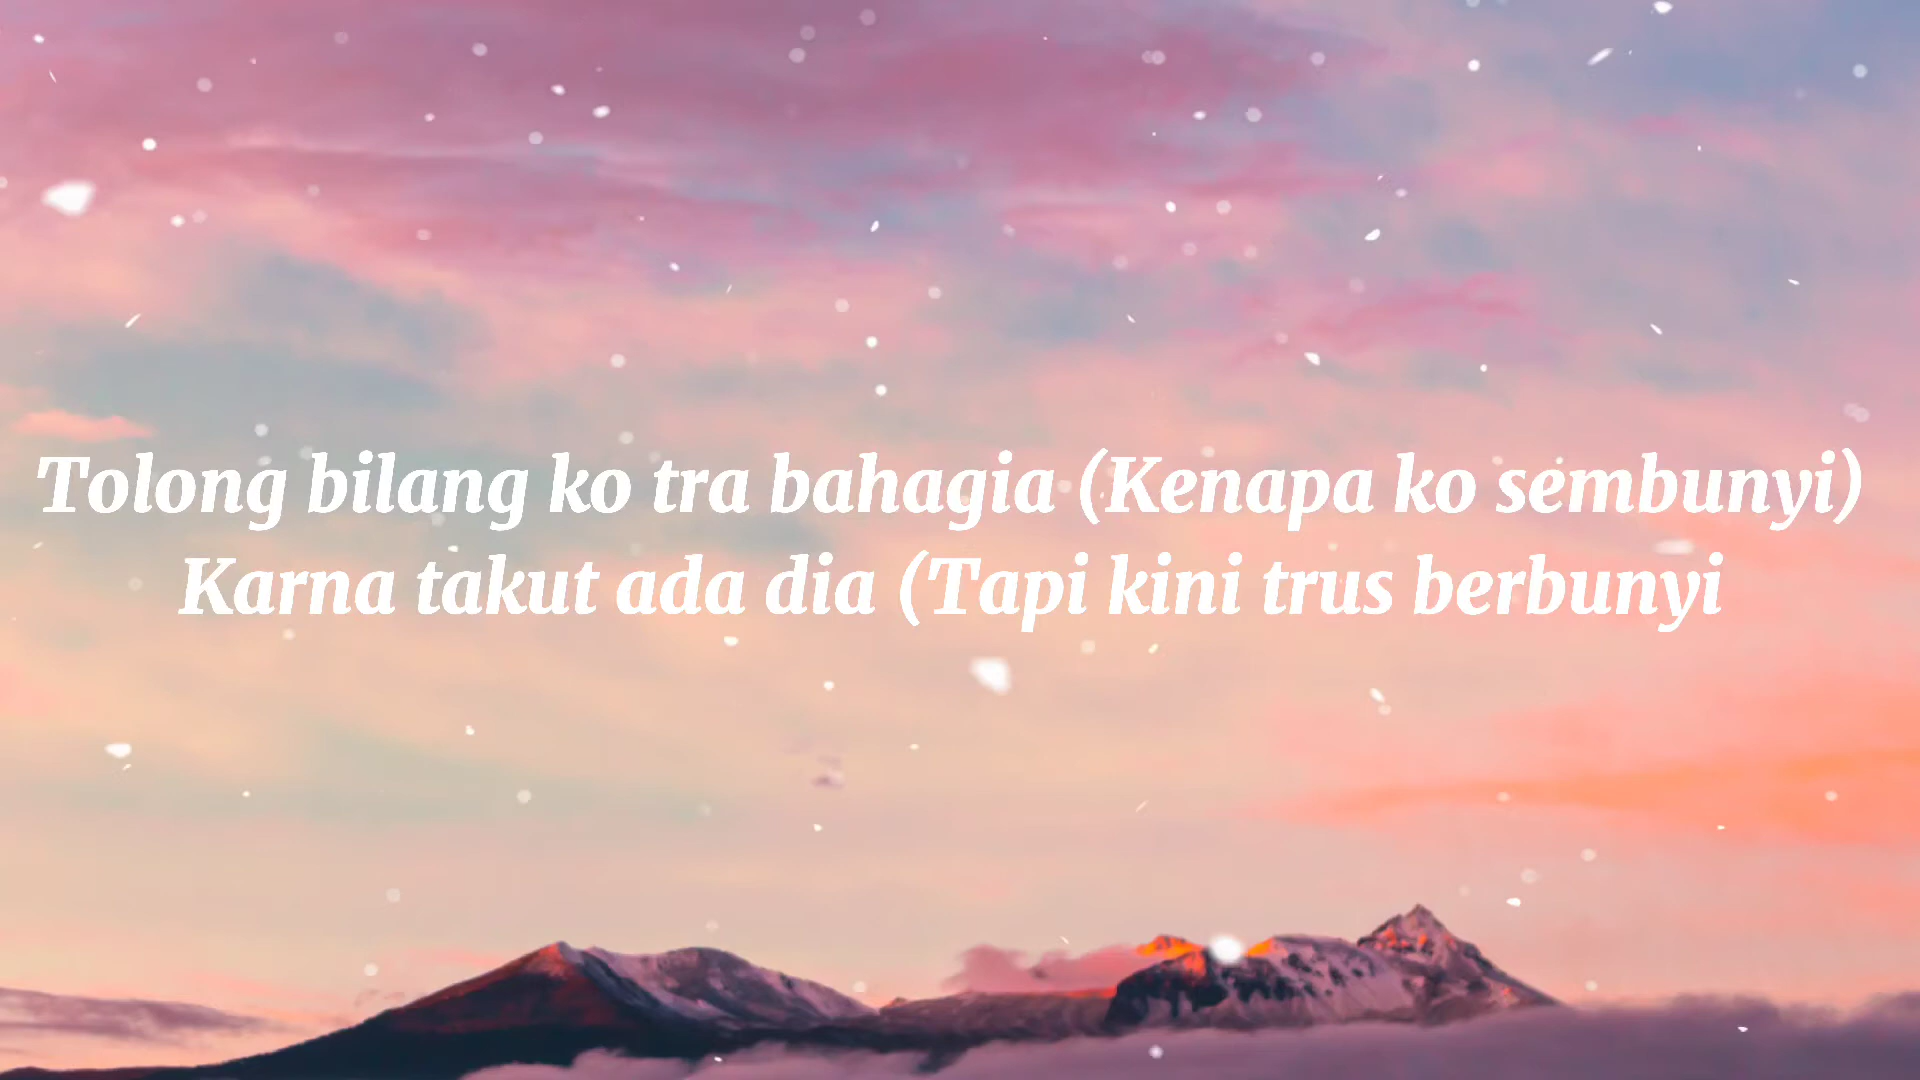 Tolong bilang ko tra bahagia (Kenapa ko sembunyi)
Karna takut ada dia (Tapi kini trus berbunyi